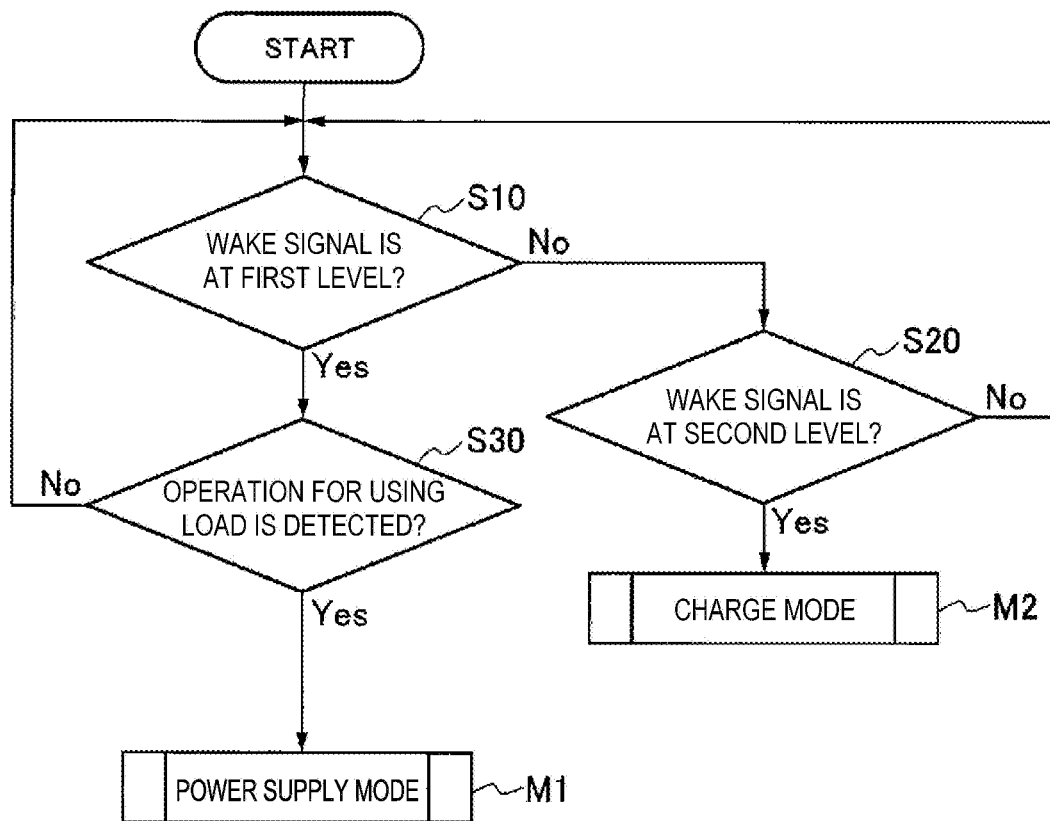 START
S10
WAKE SIGNAL IS
AT FIRST LEVEL?
No
Yes
S20
WAKE SIGNAL IS
AT SECOND LEVEL?
No
Yes
S30
OPERATION FOR USING
LOAD IS DETECTED?
No
Yes
CHARGE MODE
M2
POWER SUPPLY MODE
M1